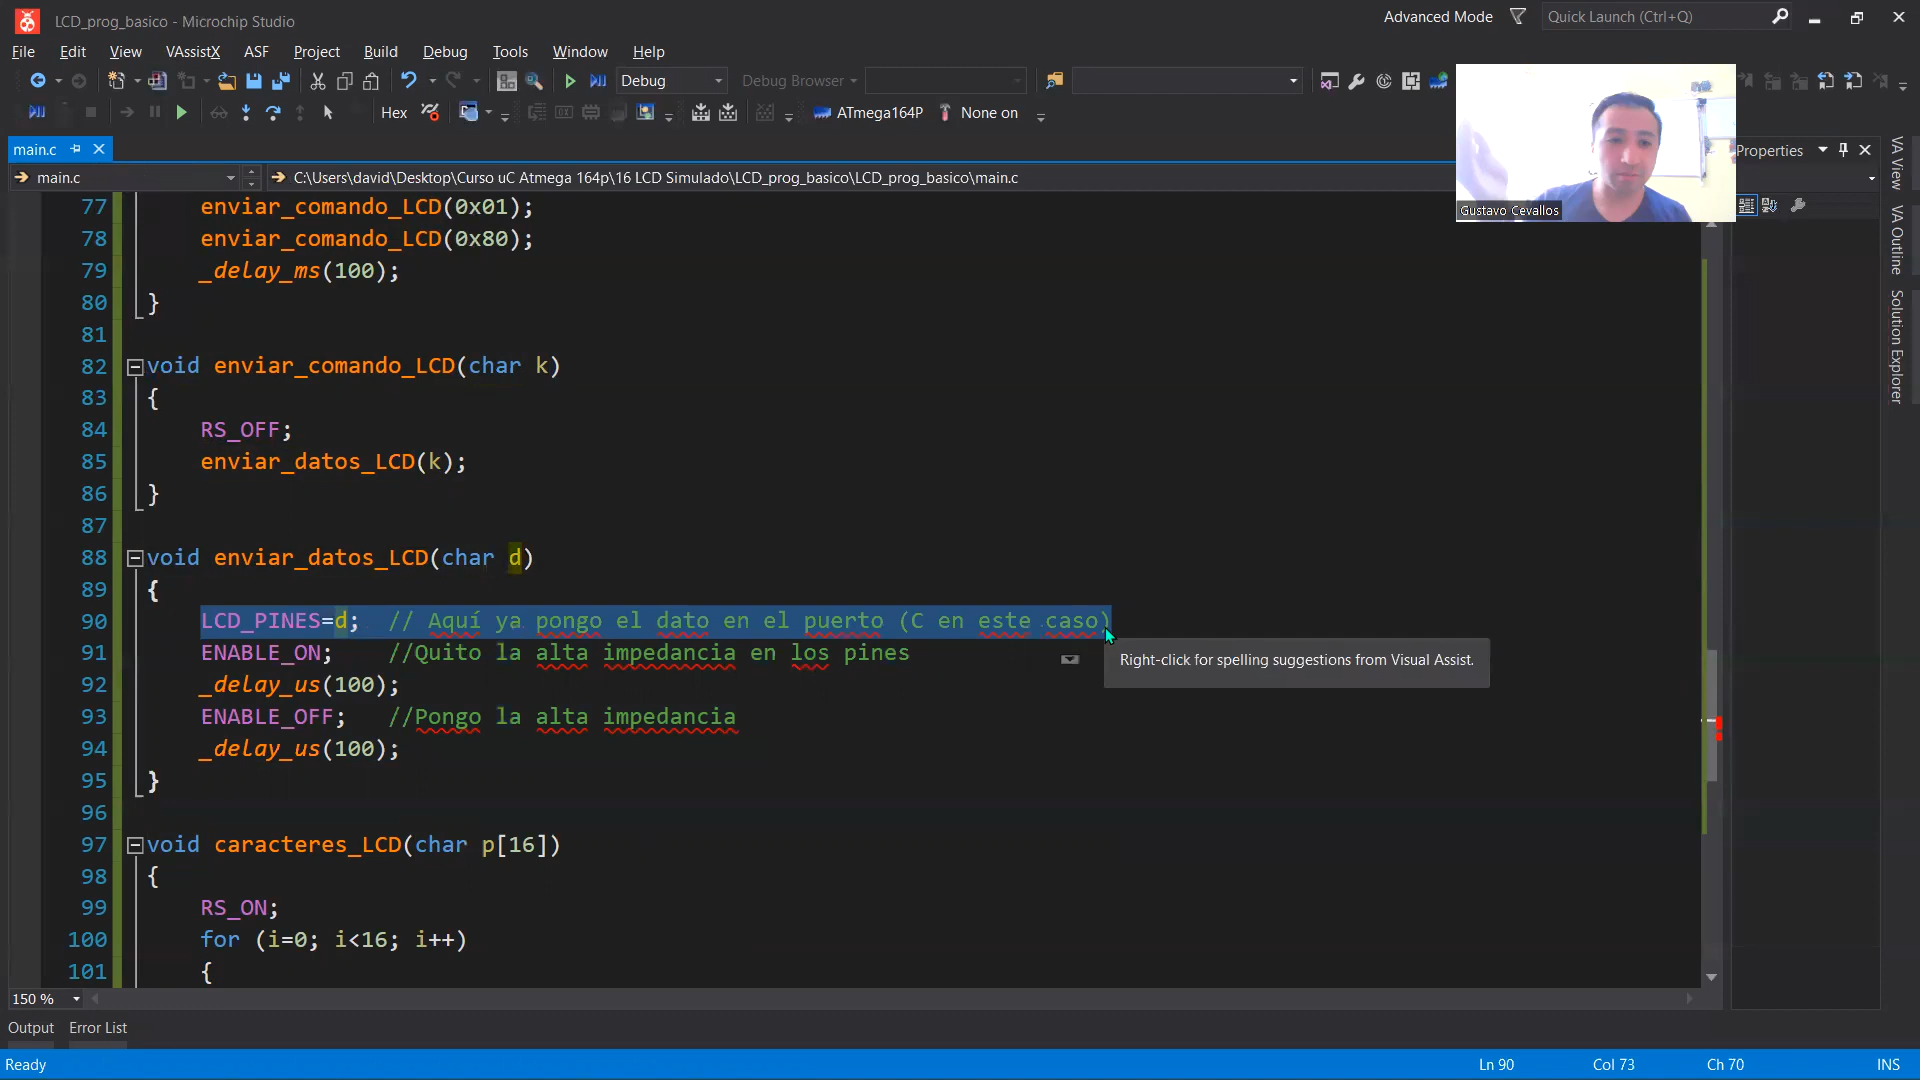 LCD_prog_basico - Microchip Studio
Advanced Mode
Quick Launch (Ctrl+Q)
File Edit View VAssistX ASF Project Build Debug Tools Window Help
Debug
Debug Browser
Hex
ATmega164P
None on
main.c
Properties
main.c
C:\Users\david\Desktop\Curso uC Atmega 164p\16 LCD Simulado\LCD_prog_basico\LCD_prog_basico\main.c
Gustavo Cevallos
VA View
VA Outline
Solution Explorer
77 enviar_comando_LCD(0x01);
78 enviar_comando_LCD(0x80);
79 _delay_ms(100);
80 }
81
82 void enviar_comando_LCD(char k)
83 {
84 RS_OFF;
85 enviar_datos_LCD(k);
86 }
87
88 void enviar_datos_LCD(char d)
89 {
90 LCD_PINES=d; // Aquí ya pongo el dato en el puerto (C en este caso)
91 ENABLE_ON; //Quito la alta impedancia en los pines
Right-click for spelling suggestions from Visual Assist.
92 _delay_us(100);
93 ENABLE_OFF; //Pongo la alta impedancia
94 _delay_us(100);
95 }
96
97 void caracteres_LCD(char p[16])
98 {
99 RS_ON;
100 for (i=0; i<16; i++)
101 {
150 %
Output Error List
Ready
Ln 90 Col 73 Ch 70 INS